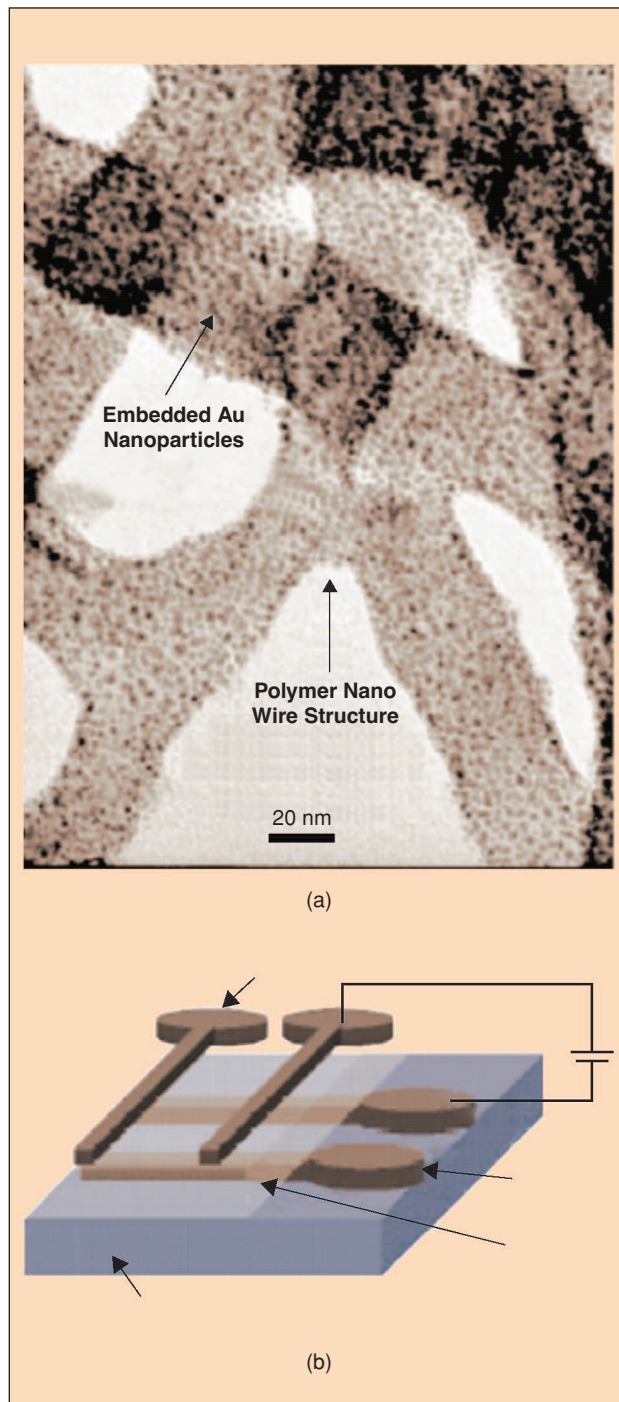 Embedded Au
Nanoparticles
Polymer Nano
Wire Structure
20 nm
(a)
(b)